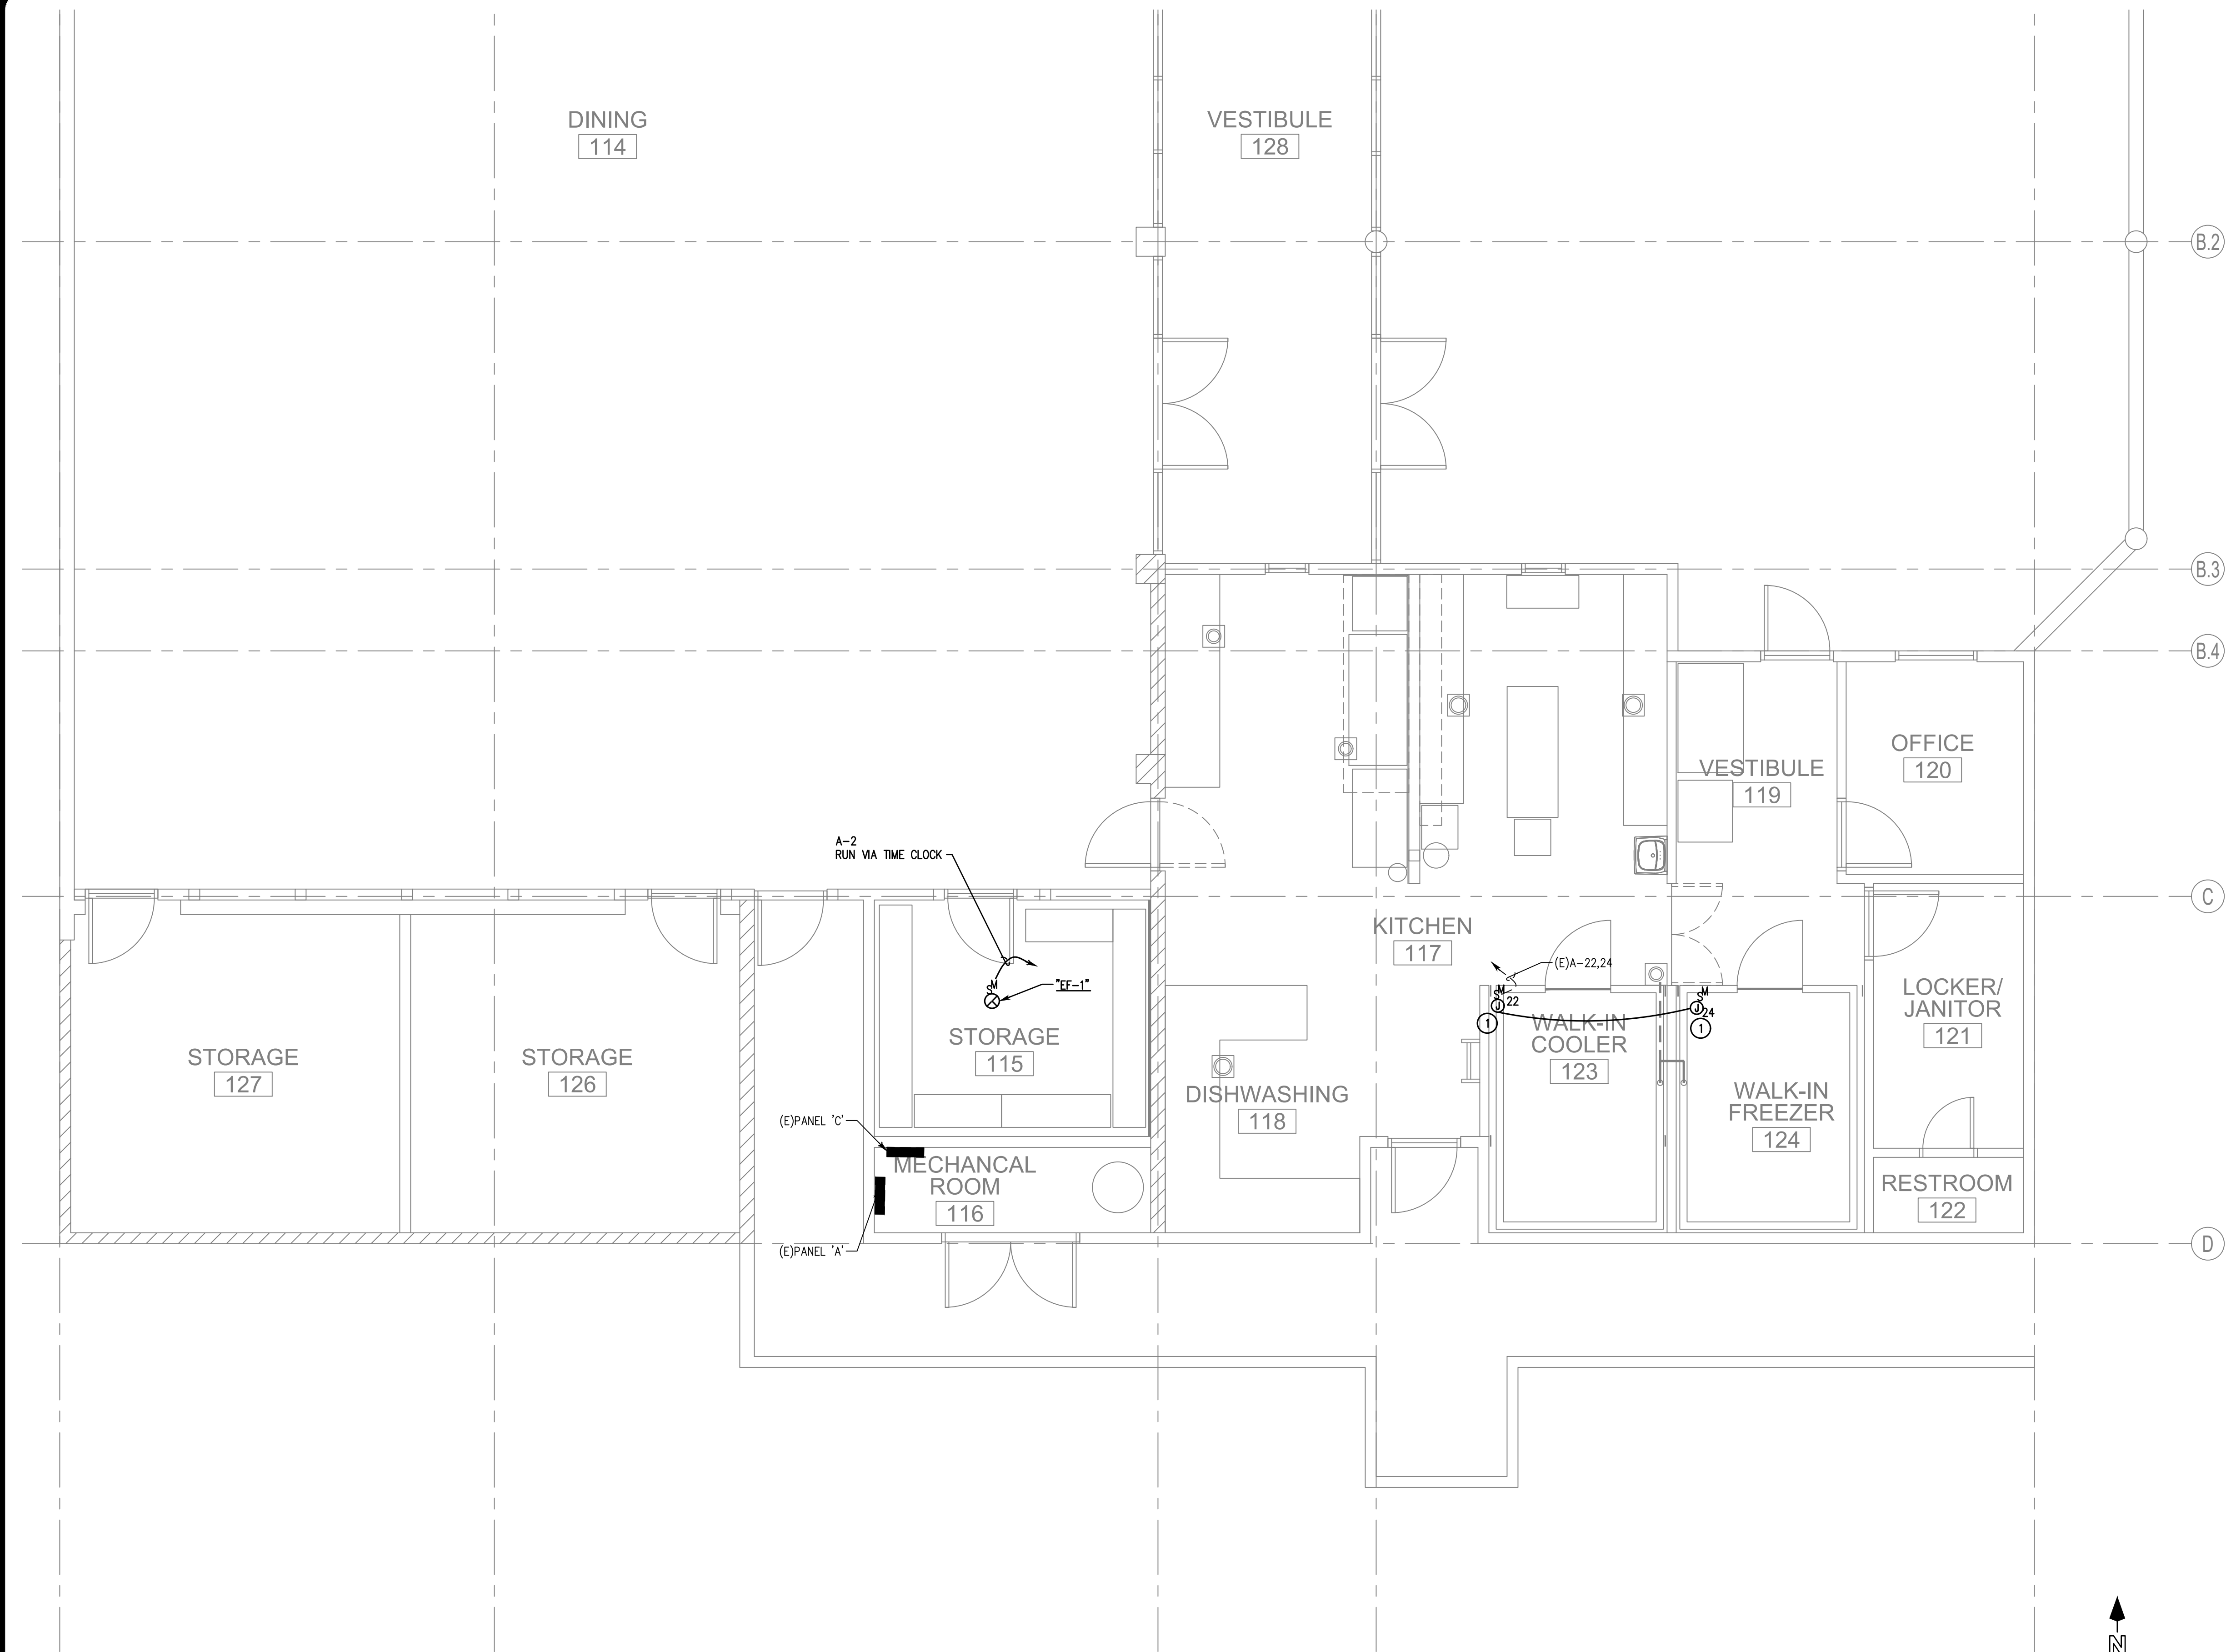 DINING
114
VESTIBULE
128
B.2
B.3
B.4
OFFICE
120
VESTIBULE
119
A-2
RUN VIA TIME CLOCK
C
KITCHEN
117
(E)A-22,24
M
"EF-1"
M
J 22
1
M
J 24
1
LOCKER/
JANITOR
121
WALK-IN
COOLER
123
STORAGE
115
STORAGE
127
STORAGE
126
DISHWASHING
118
WALK-IN
FREEZER
124
(E)PANEL 'C'
MECHANCAL
ROOM
116
RESTROOM
122
(E)PANEL 'A'
D
N